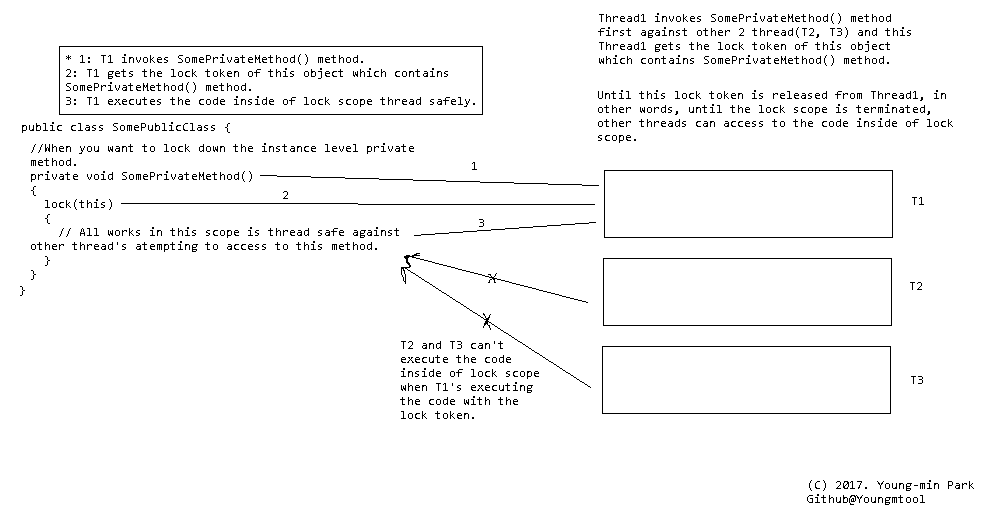 Thread1 invokes SomePrivateMethod() method
first against other 2 thread(T2, T3) and this
Thread1 gets the lock token of this object
which contains SomePrivateMethod() method.
Until this lock token is released from Thread1, in
other words, until the lock scope is terminated,
other threads can access to the code inside of lock
scope.
* 1: T1 invokes SomePrivateMethod() method.
2: T1 gets the lock token of this object which contains
SomePrivateMethod() method.
3: T1 executes the code inside of lock scope thread safely.
public class SomePublicClass {
//When you want to lock down the instance level private
method.
private void SomePrivateMethod()
{
lock(this)
{
// All works in this scope is thread safe against
other thread's atempting to access to this method.
}
}
}
1
2
3
T1
T2
T3
X
X
T2 and T3 can't
execute the code
inside of lock scope
when T1's executing
the code with the
lock token.
(C) 2017. Young-min Park
Github@Youngmtool